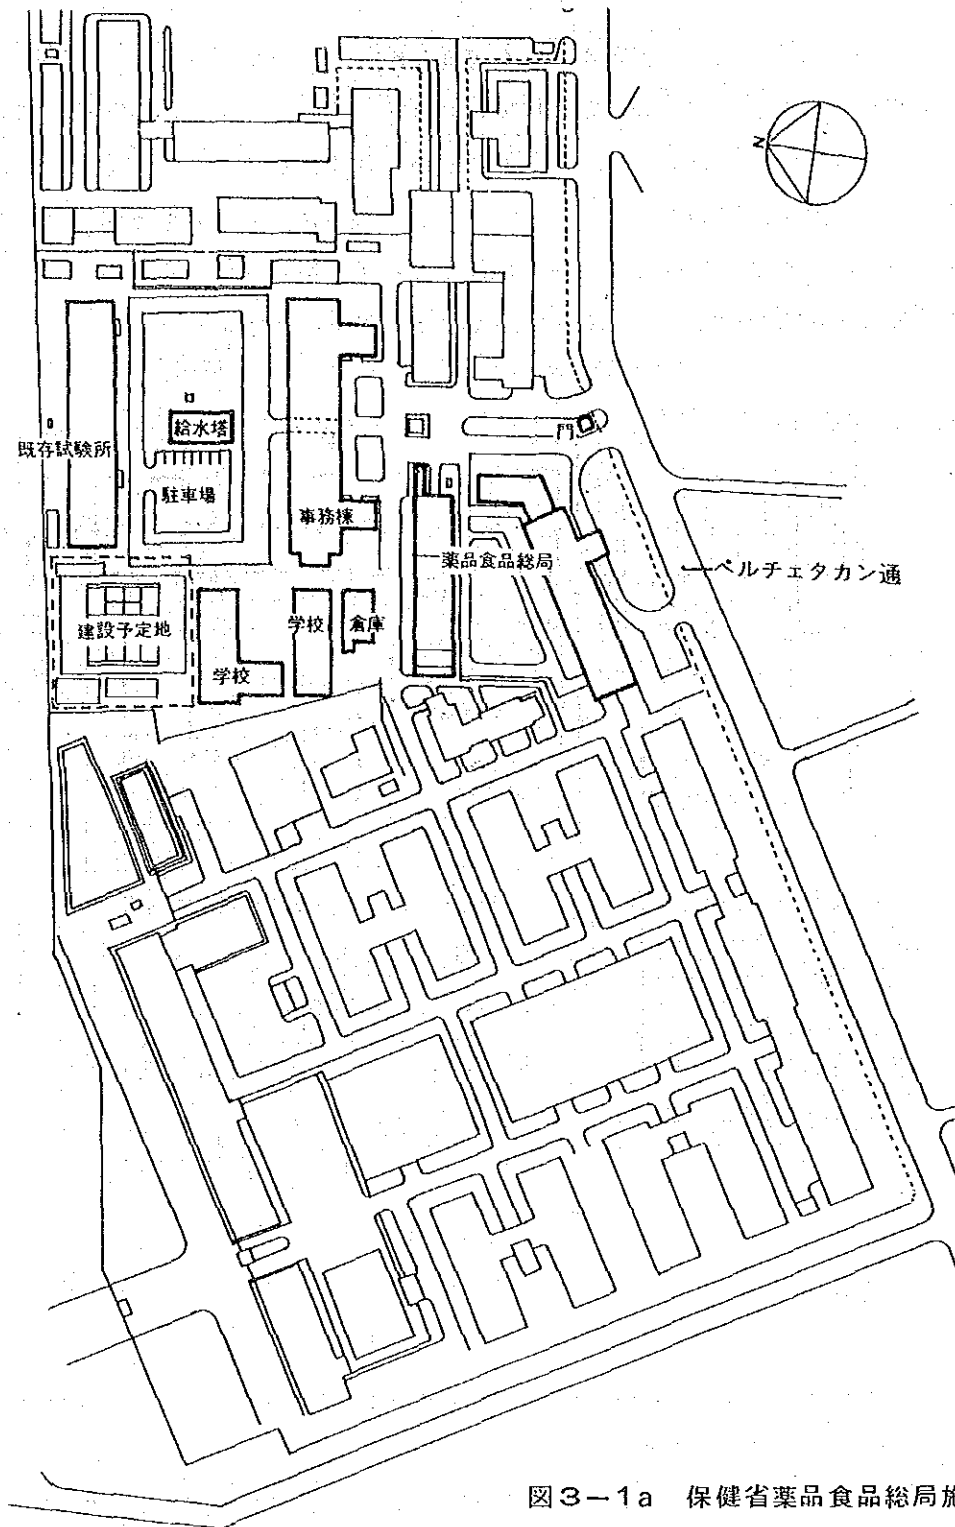 N
給水塔
門
既存試験所
駐車場
事務棟
薬品食品総局
ペルチェタカン通
建設予定地
学校
倉庫
学校
図3-1a 保健省薬品食品総局施